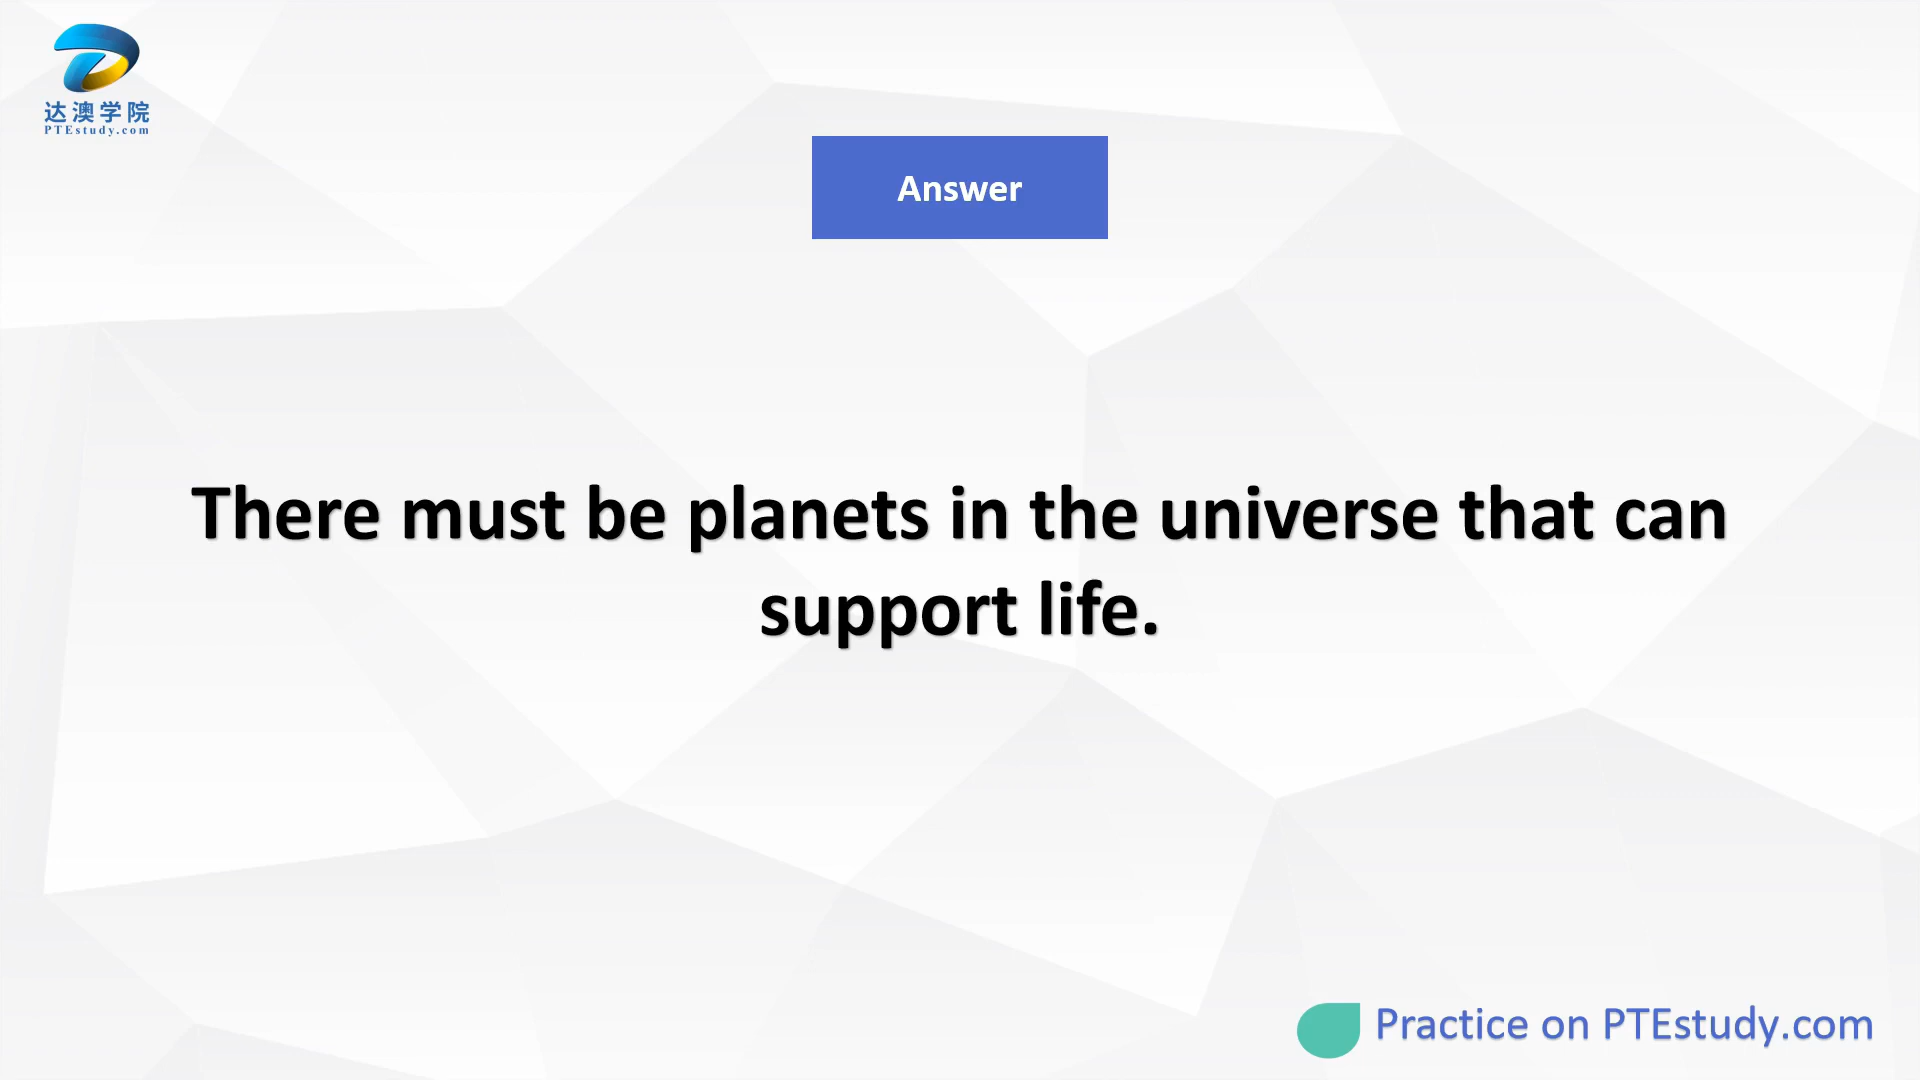 达澳学院
PTEstudy.com
Answer
There must be planets in the universe that can
support life.
Practice on PTEstudy.com